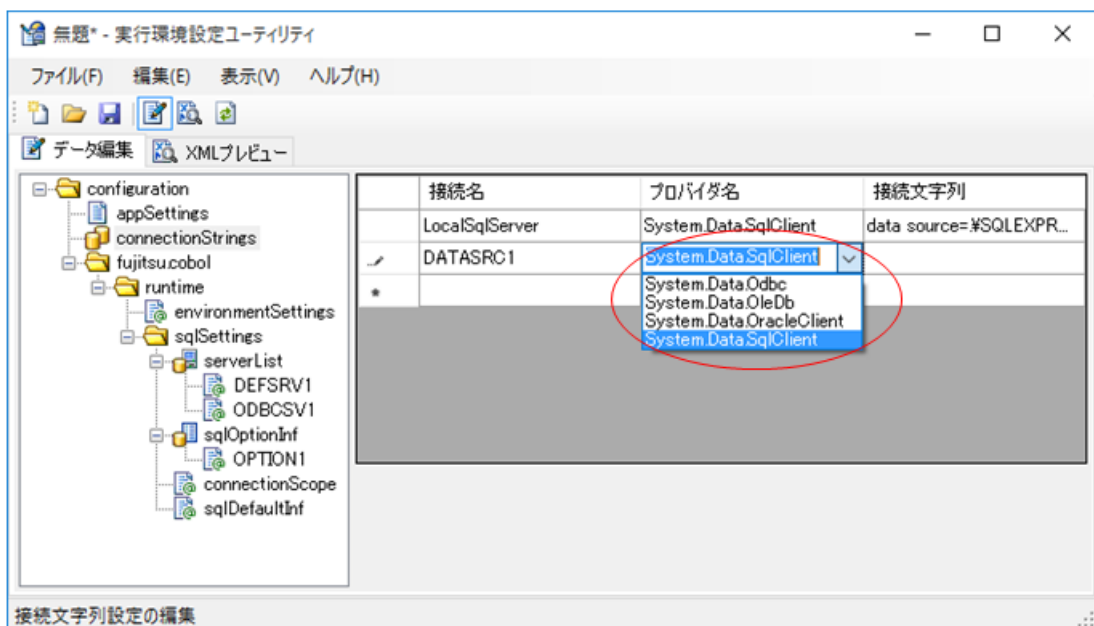 無題* - 実行環境設定ユーティリティ
ファイル(F) 編集(E) 表示(V) ヘルプ(H)
データ編集 XMLプレビュー
configuration
appSettings
connectionStrings
fujitsu.cobol
runtime
environmentSettings
sqlSettings
serverList
DEFSRV1
ODBCSV1
sqlOptionInf
OPTION1
connectionScope
sqlDefaultInf
接続名 プロバイダ名 接続文字列
LocalSqlServer System.Data.SqlClient data source=.¥SQLEXPR...
DATASRC1 System.Data.SqlClient
System.Data.Odbc
System.Data.OleDb
System.Data.OracleClient
System.Data.SqlClient
接続文字列設定の編集